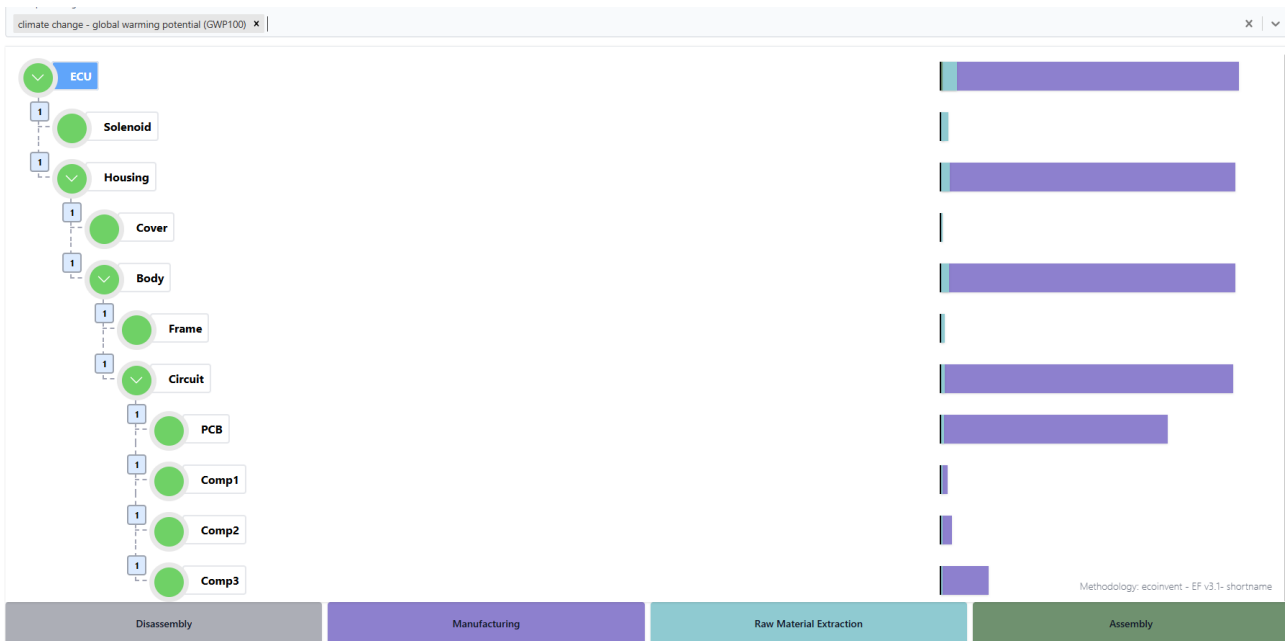 climate change - global warming potential (GWP100) ×
ECU
1
Solenoid
1
Housing
1
Cover
1
Body
1
Frame
1
Circuit
1
PCB
1
Comp1
1
Comp2
1
Comp3
Methodology: ecoinvent - EF v3.1- shortname
Disassembly
Manufacturing
Raw Material Extraction
Assembly